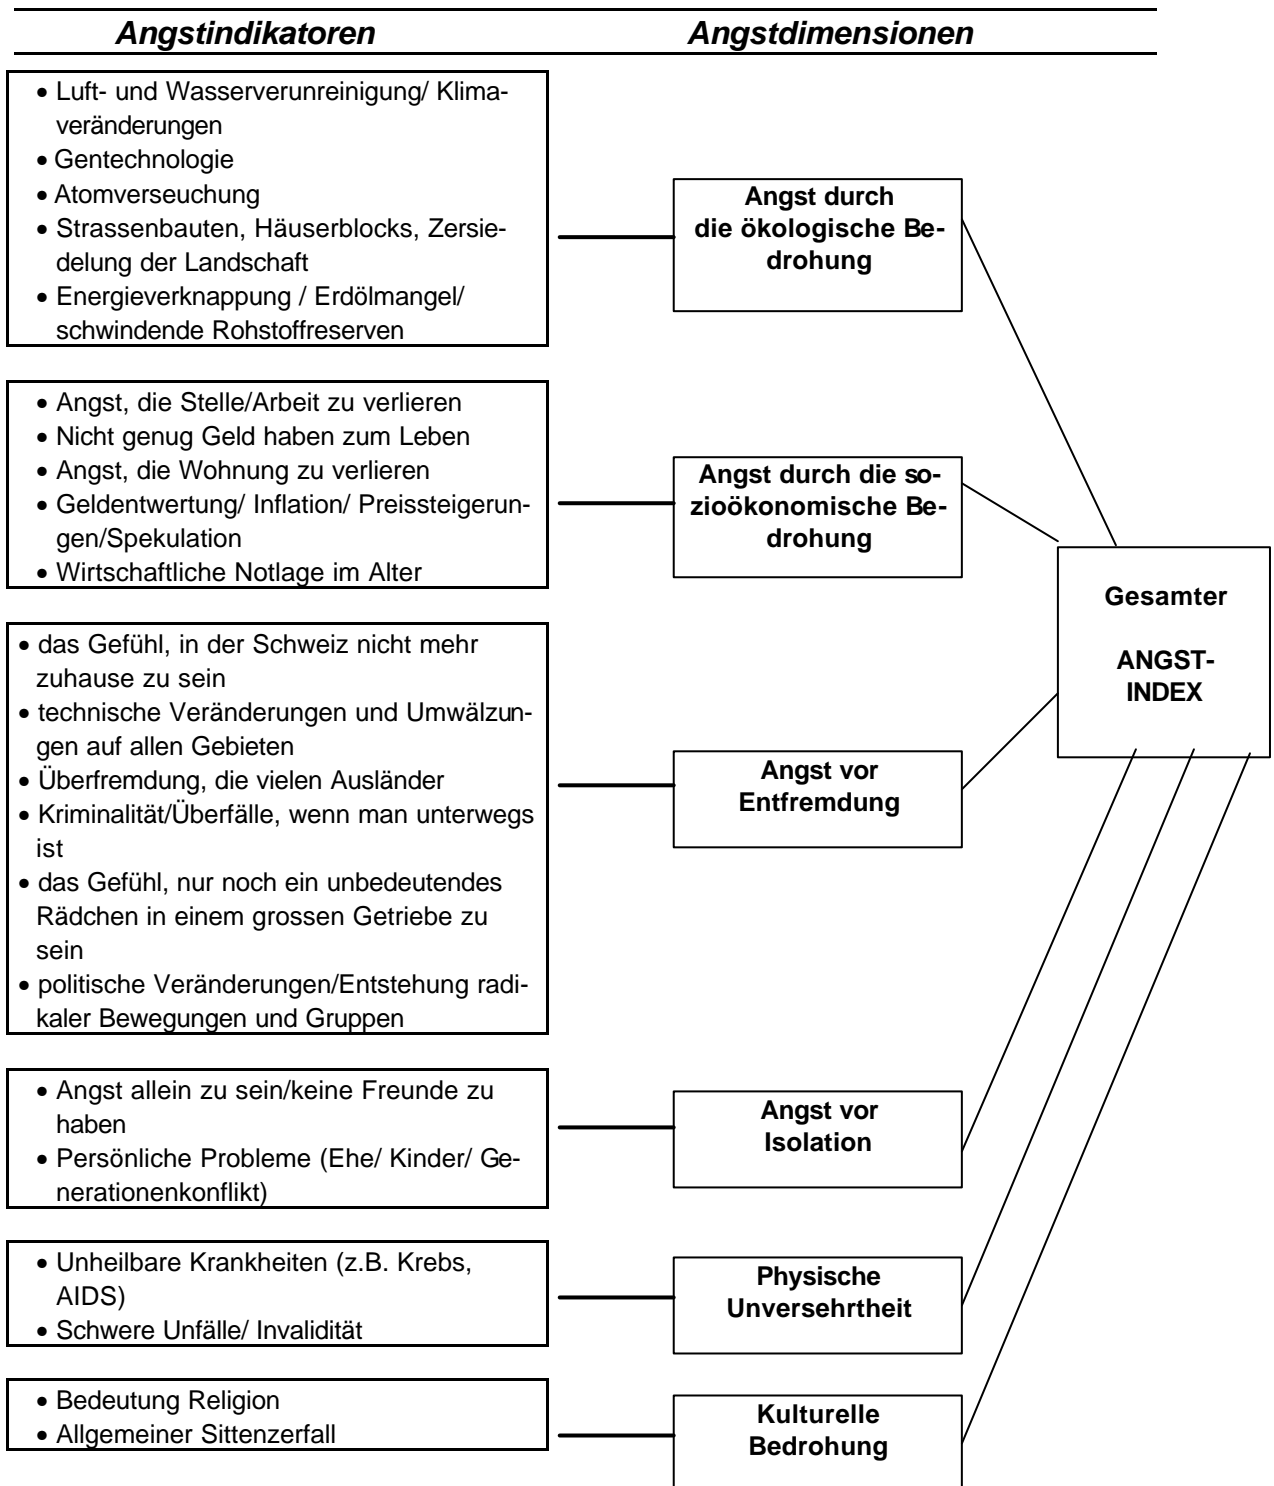 Angstindikatoren
Angstdimensionen
• Luft- und Wasserverunreinigung/ Klima-
veränderungen
• Gentechnologie
• Atomverseuchung
• Strassenbauten, Häuserblocks, Zersie-
delung der Landschaft
• Energieverknappung / Erdölmangel/
schwindende Rohstoffreserven
Angst durch
die ökologische Be-
drohung
• Angst, die Stelle/Arbeit zu verlieren
• Nicht genug Geld haben zum Leben
• Angst, die Wohnung zu verlieren
• Geldentwertung/ Inflation/ Preissteigerun-
gen/Spekulation
• Wirtschaftliche Notlage im Alter
Angst durch die so-
zioökonomische Be-
drohung
• das Gefühl, in der Schweiz nicht mehr
zuhause zu sein
• technische Veränderungen und Umwälzun-
gen auf allen Gebieten
• Überfremdung, die vielen Ausländer
• Kriminalität/Überfälle, wenn man unterwegs
ist
• das Gefühl, nur noch ein unbedeutendes
Rädchen in einem grossen Getriebe zu
sein
• politische Veränderungen/Entstehung radi-
kaler Bewegungen und Gruppen
Angst vor
Entfremdung
• Angst allein zu sein/keine Freunde zu
haben
• Persönliche Probleme (Ehe/ Kinder/ Ge-
nerationenkonflikt)
Angst vor
Isolation
• Unheilbare Krankheiten (z.B. Krebs,
AIDS)
• Schwere Unfälle/ Invalidität
Physische
Unversehrtheit
• Bedeutung Religion
• Allgemeiner Sittenzerfall
Kulturelle
Bedrohung
Gesamter
ANGST-
INDEX